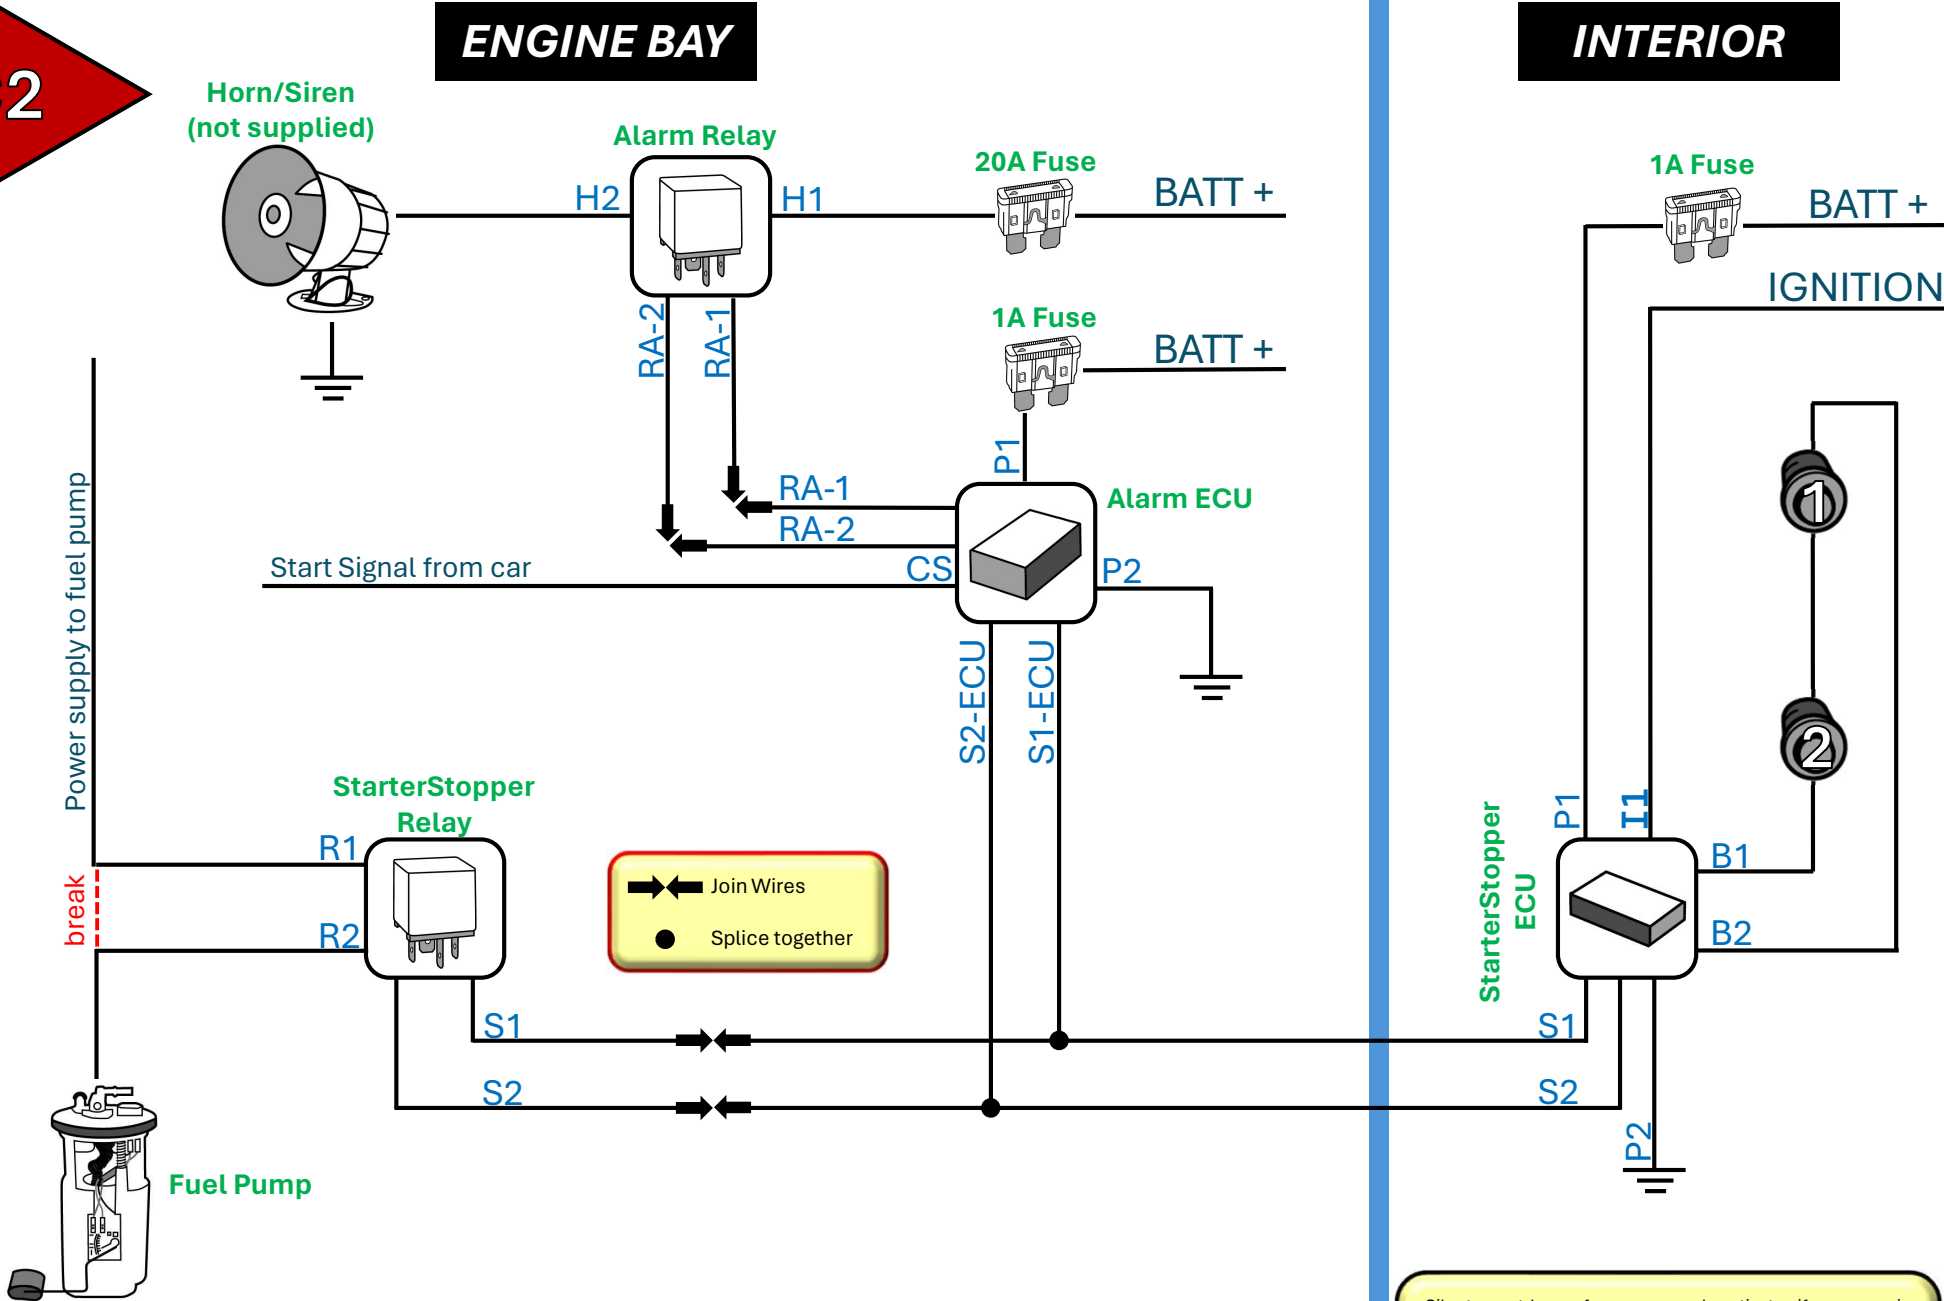 2
ENGINE BAY
INTERIOR
Horn/Siren
(not supplied)
Alarm Relay
20A Fuse
1A Fuse
H2
H1
BATT +
BATT +
IGNITION
RA-2
RA-1
1A Fuse
BATT +
P1
RA-1
RA-2
Alarm ECU
Start Signal from car
CS
P2
1
Power supply to fuel pump
S2-ECU
S1-ECU
2
StarterStopper
Relay
P1
I1
StarterStopper
ECU
R1
B1
break
Join Wires
R2
Splice together
B2
S1
S1
S2
S2
P2
Fuel Pump